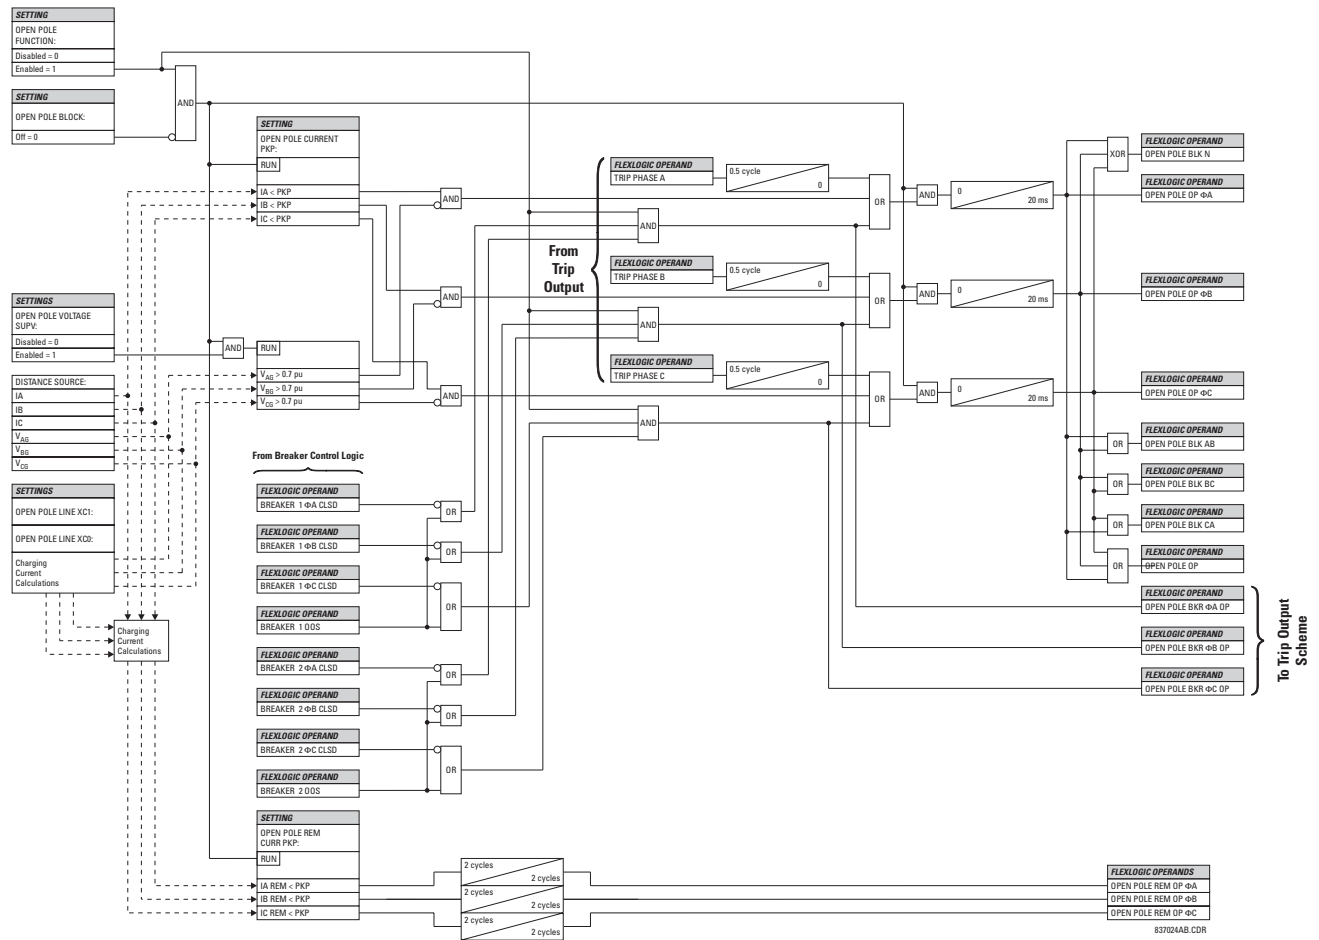 SETTING
OPEN POLE
FUNCTION:
Disabled = 0
Enabled = 1
SETTING
OPEN POLE BLOCK:
Off = 0
AND
SETTING
OPEN POLE CURRENT
PKP:
RUN
IA < PKP
IB < PKP
IC < PKP
SETTINGS
OPEN POLE VOLTAGE
SUPV:
Disabled = 0
Enabled = 1
AND
RUN
VAG > 0.7 pu
VBG > 0.7 pu
VCG > 0.7 pu
DISTANCE SOURCE:
IA
IB
IC
VAG
VBG
VCG
SETTINGS
OPEN POLE LINE XC1:
OPEN POLE LINE XC0:
Charging
Current
Calculations
Charging
Current
Calculations
AND
AND
AND
From Breaker Control Logic
FLEXLOGIC OPERAND
BREAKER 1 ΦA CLSD
FLEXLOGIC OPERAND
BREAKER 1 ΦB CLSD
FLEXLOGIC OPERAND
BREAKER 1 ΦC CLSD
FLEXLOGIC OPERAND
BREAKER 1 OOS
FLEXLOGIC OPERAND
BREAKER 2 ΦA CLSD
FLEXLOGIC OPERAND
BREAKER 2 ΦB CLSD
FLEXLOGIC OPERAND
BREAKER 2 ΦC CLSD
FLEXLOGIC OPERAND
BREAKER 2 OOS
OR
OR
OR
OR
OR
OR
SETTING
OPEN POLE REM
CURR PKP:
RUN
IA REM < PKP
IB REM < PKP
IC REM < PKP
2 cycles
2 cycles
2 cycles
2 cycles
2 cycles
2 cycles
From
Trip
Output
FLEXLOGIC OPERAND
TRIP PHASE A
0.5 cycle
0
AND
FLEXLOGIC OPERAND
TRIP PHASE B
0.5 cycle
0
AND
FLEXLOGIC OPERAND
TRIP PHASE C
0.5 cycle
0
AND
OR
AND
0
20 ms
OR
AND
0
20 ms
OR
AND
0
20 ms
XOR
FLEXLOGIC OPERAND
OPEN POLE BLK N
FLEXLOGIC OPERAND
OPEN POLE OP ΦA
FLEXLOGIC OPERAND
OPEN POLE OP ΦB
FLEXLOGIC OPERAND
OPEN POLE OP ΦC
OR
FLEXLOGIC OPERAND
OPEN POLE BLK AB
OR
FLEXLOGIC OPERAND
OPEN POLE BLK BC
OR
FLEXLOGIC OPERAND
OPEN POLE BLK CA
OR
FLEXLOGIC OPERAND
OPEN POLE OP
FLEXLOGIC OPERAND
OPEN POLE BKR ΦA OP
FLEXLOGIC OPERAND
OPEN POLE BKR ΦB OP
FLEXLOGIC OPERAND
OPEN POLE BKR ΦC OP
To Trip Output
Scheme
FLEXLOGIC OPERANDS
OPEN POLE REM OP ΦA
OPEN POLE REM OP ΦB
OPEN POLE REM OP ΦC
837024AB.CDR